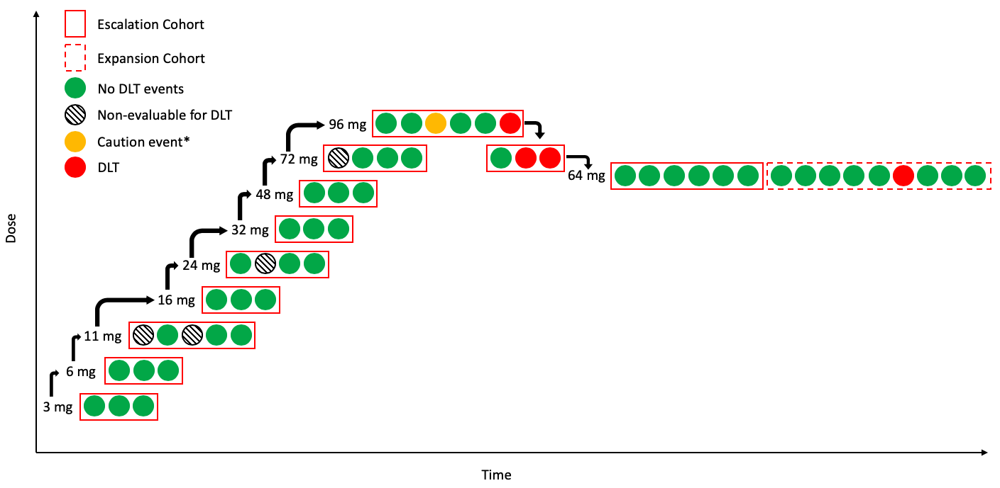 Escalation Cohort
Expansion Cohort
No DLT events
Non-evaluable for DLT
Caution event*
DLT
96 mg
72 mg
64 mg
48 mg
32 mg
24 mg
16 mg
11 mg
6 mg
3 mg
Dose
Time